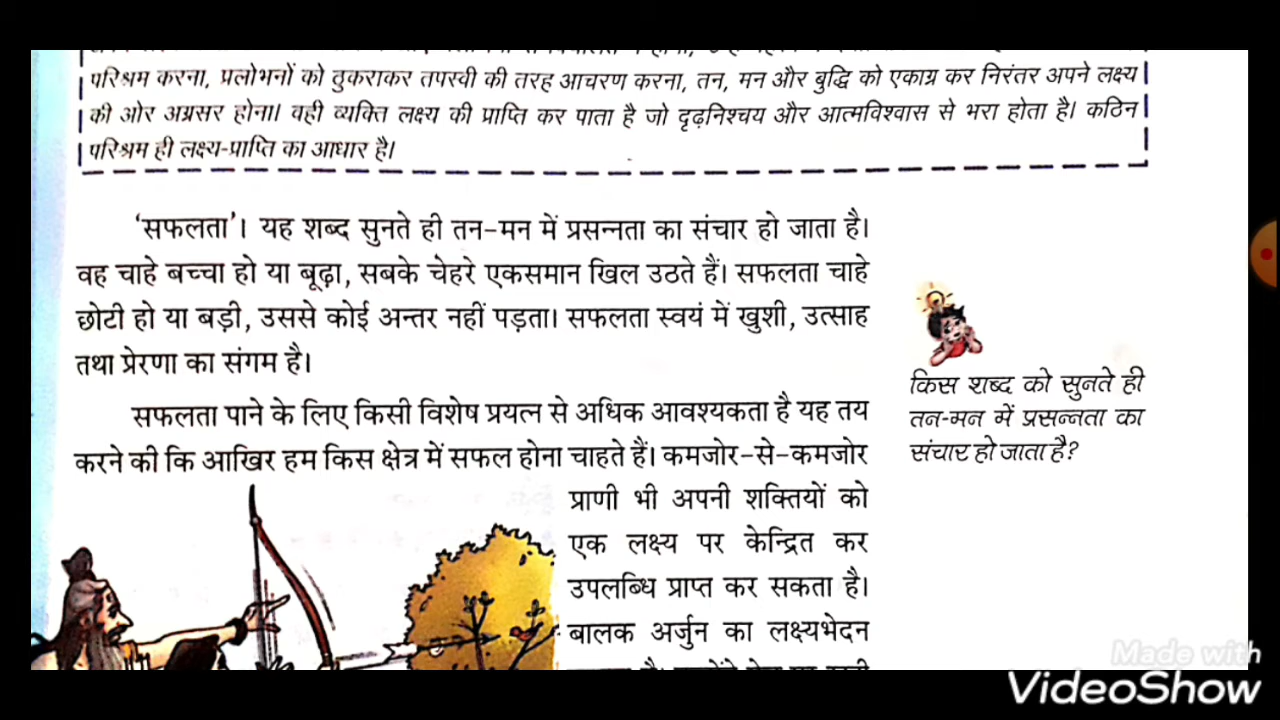 परिश्रम करना, प्रलोभनों को ठुकराकर तपस्वी की तरह आचरण करना, तन, मन और बुद्धि को एकाग्र कर निरंतर अपने लक्ष्य
की ओर अग्रसर होना। वही व्यक्ति लक्ष्य की प्राप्ति कर पाता है जो दृढ़निश्चय और आत्मविश्वास से भरा होता है। कठिन
परिश्रम ही लक्ष्य-प्राप्ति का आधार है।
‘सफलता’। यह शब्द सुनते ही तन-मन में प्रसन्नता का संचार हो जाता है।
वह चाहे बच्चा हो या बूढ़ा, सबके चेहरे एकसमान खिल उठते हैं। सफलता चाहे
छोटी हो या बड़ी, उससे कोई अन्तर नहीं पड़ता। सफलता स्वयं में खुशी, उत्साह
तथा प्रेरणा का संगम है।
सफलता पाने के लिए किसी विशेष प्रयत्न से अधिक आवश्यकता है यह तय
करने की कि आखिर हम किस क्षेत्र में सफल होना चाहते हैं। कमजोर-से-कमजोर
प्राणी भी अपनी शक्तियों को
एक लक्ष्य पर केन्द्रित कर
उपलब्धि प्राप्त कर सकता है।
बालक अर्जुन का लक्ष्यभेदन
किस शब्द को सुनते ही
तन-मन में प्रसन्नता का
संचार हो जाता है?
Made with
VideoShow